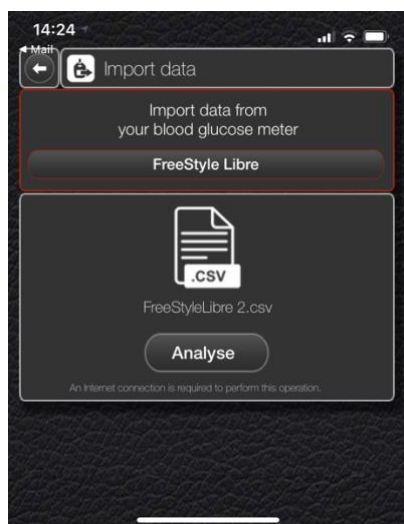 14:24
Mail
Import data
Import data from
your blood glucose meter
FreeStyle Libre
.CSV
FreeStyleLibre 2.csv
Analyse
An Internet connection is required to perform this operation.